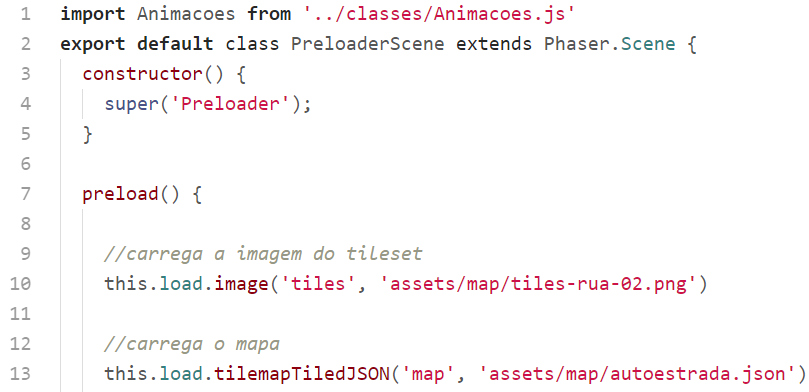 1 import Animacoes from '../classes/Animacoes.js'
2 export default class PreloaderScene extends Phaser.Scene {
3 constructor() {
4 super('Preloader');
5 }
6
7 preload() {
8
9 //carrega a imagem do tileset
10 this.load.image('tiles', 'assets/map/tiles-rua-02.png')
11
12 //carrega o mapa
13 this.load.tilemapTiledJSON('map', 'assets/map/autoestrada.json')